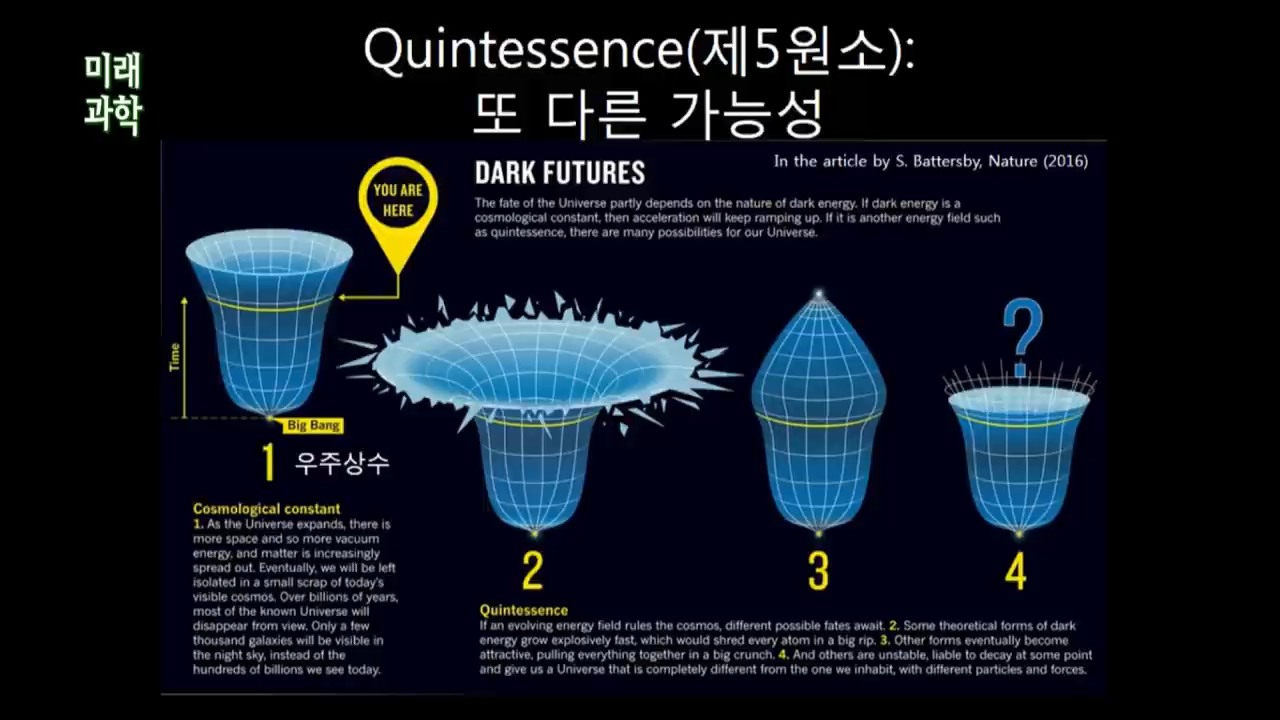 미래
과학
Quintessence(제5원소):
또 다른 가능성
In the article by S. Battersby, Nature (2016)
DARK FUTURES
The fate of the Universe partly depends on the nature of dark energy. If dark energy is a
cosmological constant, then acceleration will keep ramping up. If it is another energy field such
as quintessence, there are many possibilities for our Universe.
YOU ARE
HERE
Time
Big Bang
?
1 우주상수
2
3
4
Cosmological constant
1. As the Universe expands, there is
more space and so more vacuum
energy, and matter is increasingly
spread out. Eventually, we will be left
isolated in a small scrap of today's
visible cosmos. Over billions of years,
most of the known Universe will
disappear from view. Only a few
thousand galaxies will be visible in
the night sky, instead of the
hundreds of billions we see today.
Quintessence
If an evolving energy field rules the cosmos, different possible fates await. 2. Some theoretical forms of dark
energy grow explosively fast, which would shred every atom in a big rip. 3. Other forms eventually become
attractive, pulling everything together in a big crunch. 4. And others are unstable, liable to decay at some point
and give us a Universe that is completely different from the one we inhabit, with different particles and forces.